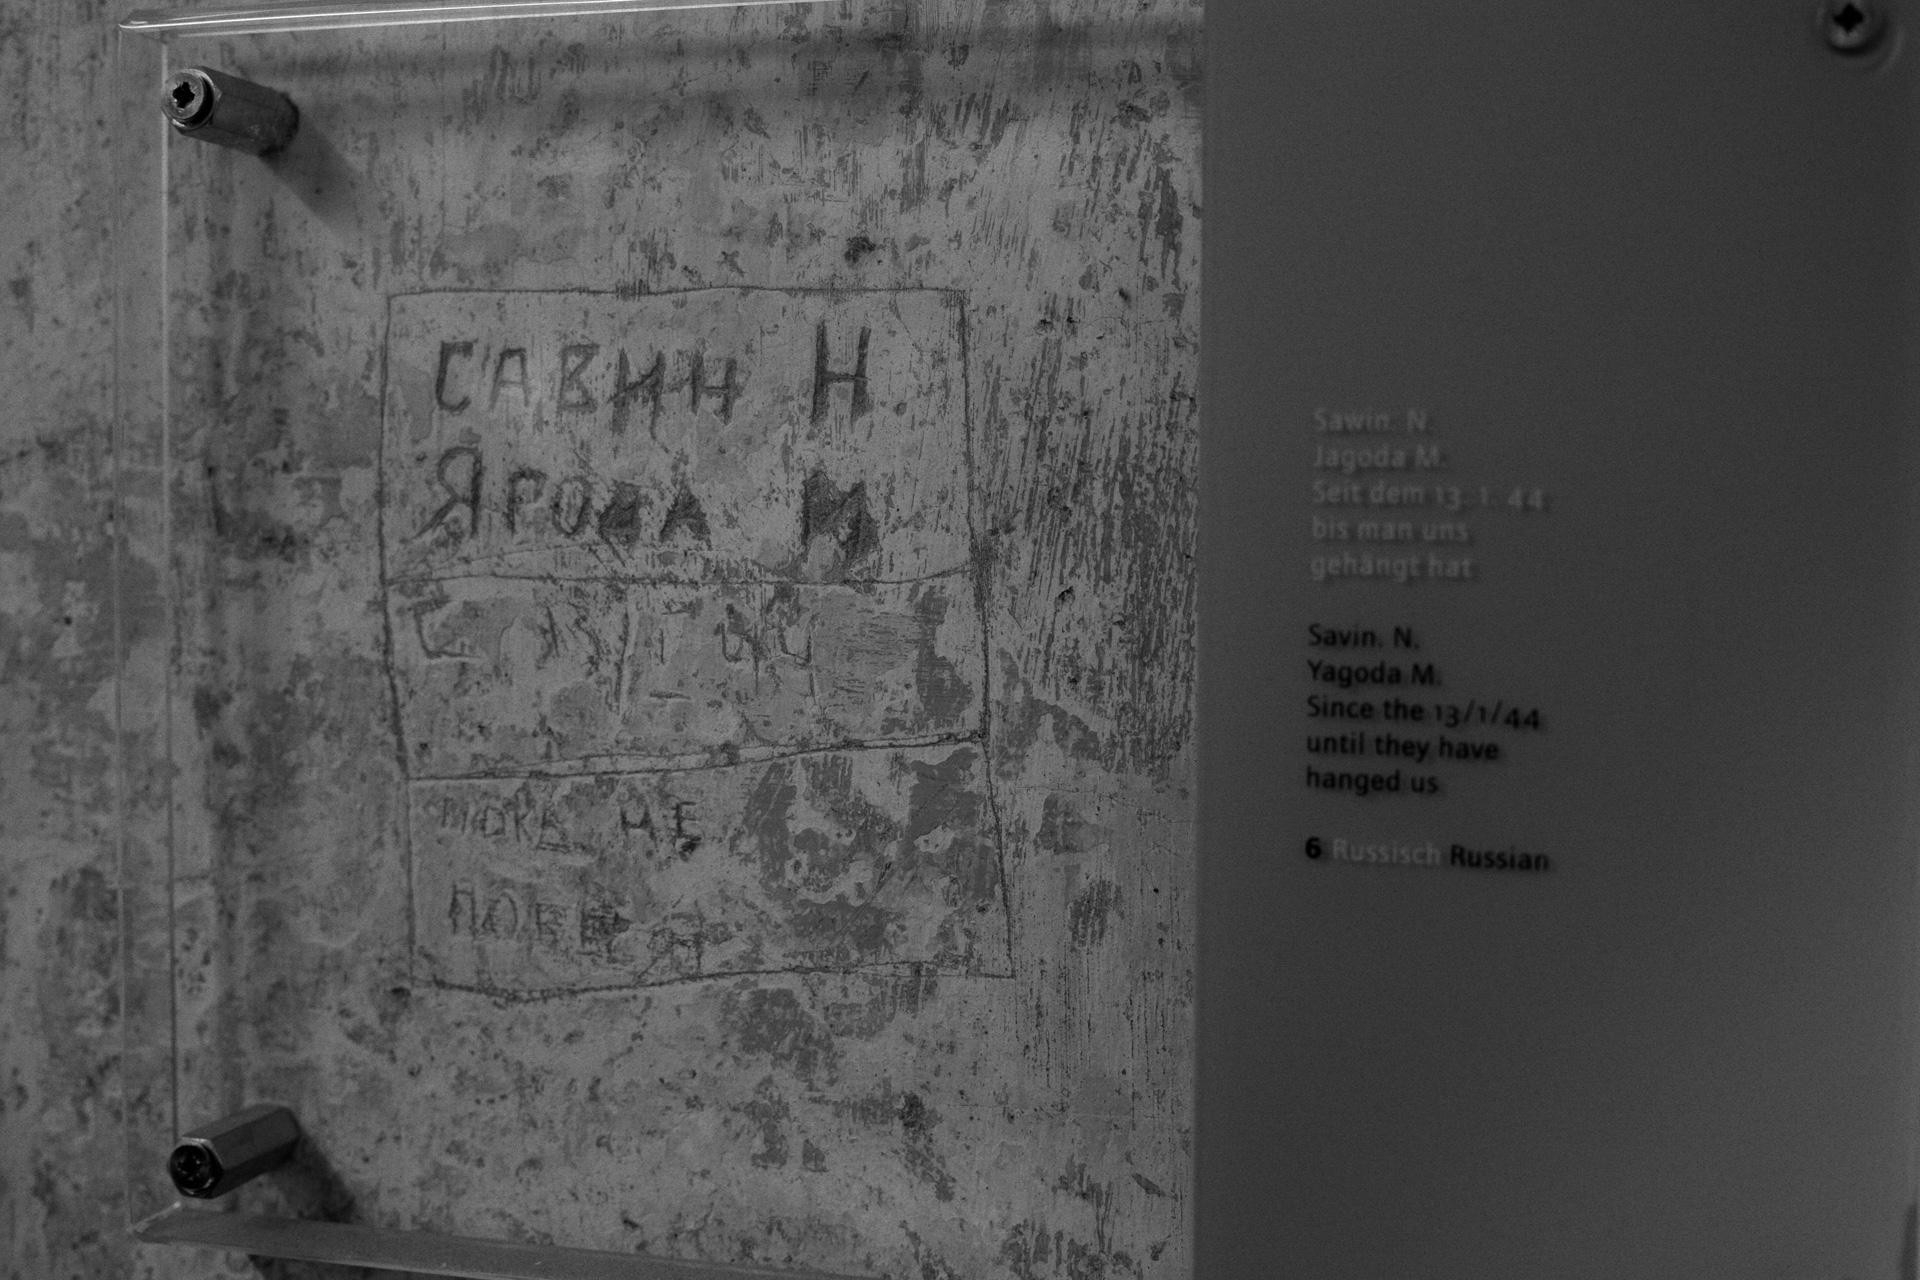 САВИН Н
ЯГОДА М
ПОКА НЕ
Sawin. N.
Jagoda M.
Seit dem 13. 1. 44
bis man uns
gehängt hat
Savin. N.
Yagoda M.
Since the 13/1/44
until they have
hanged us
6 Russisch Russian